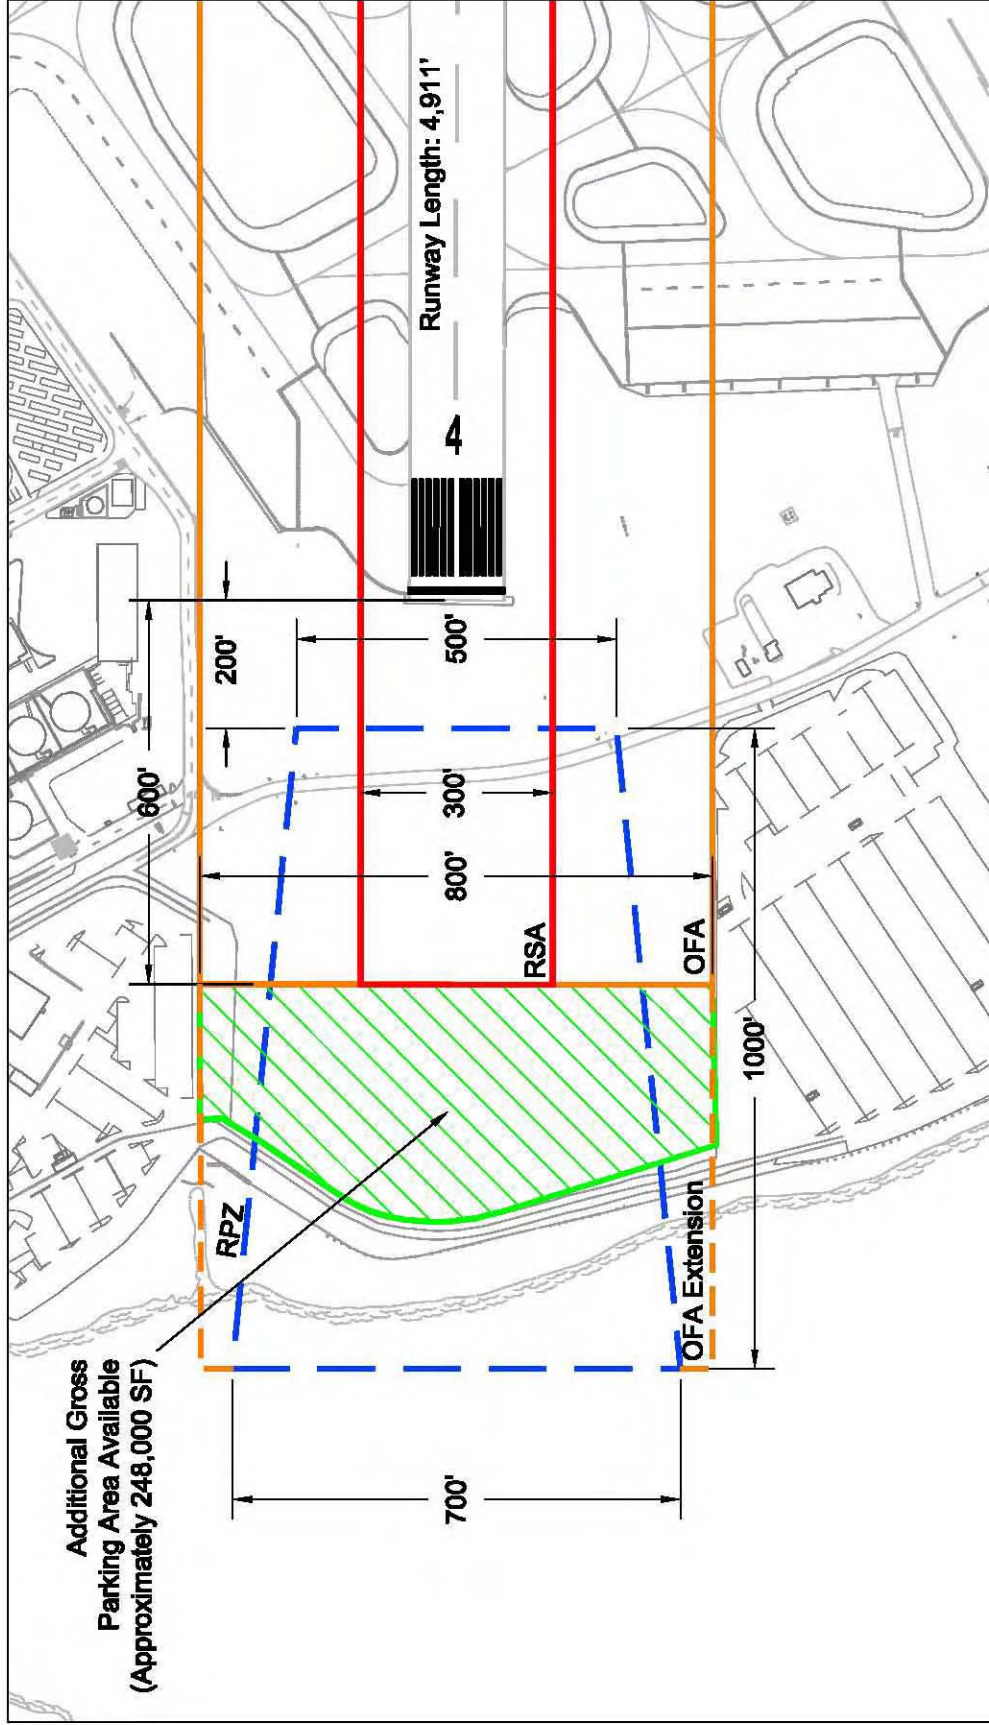 Additional Gross
Parking Area Available
(Approximately 248,000 SF)
700'
RPZ
OFA Extension
1000'
600'
800'
300'
200'
500'
RSA
OFA
4
Runway Length: 4,911'